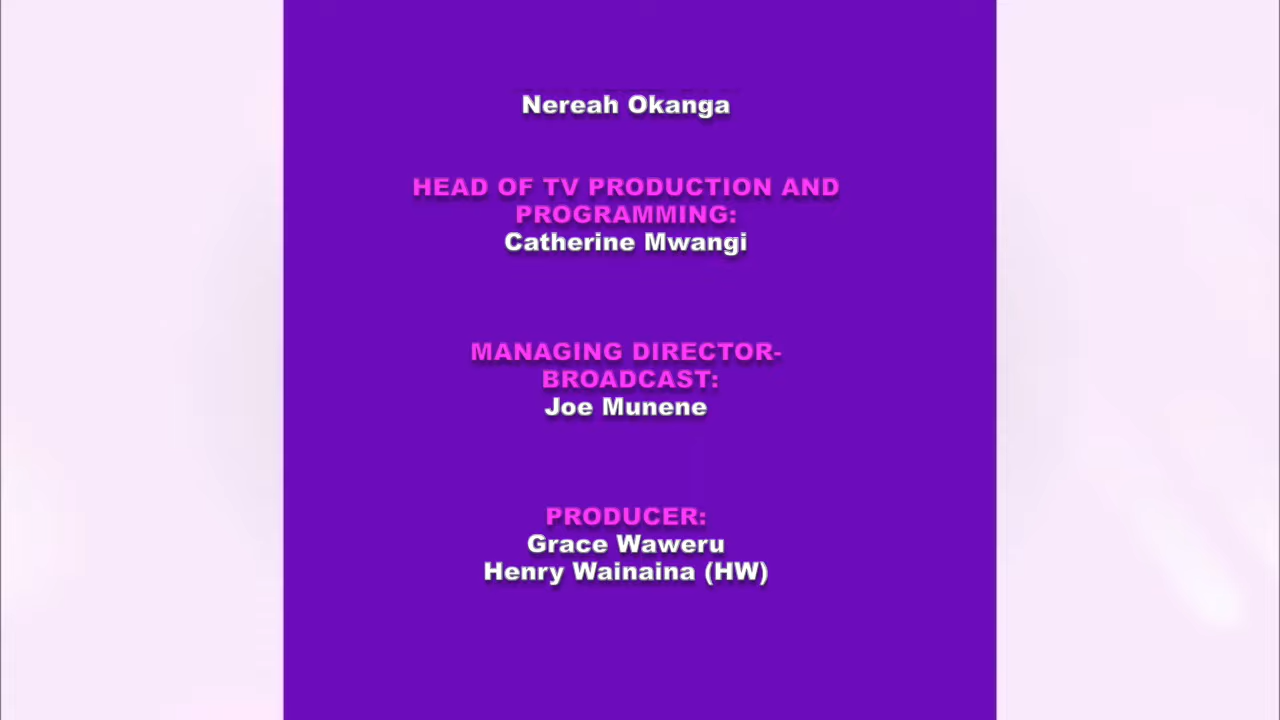 Nereah Okanga
HEAD OF TV PRODUCTION AND
PROGRAMMING:
Catherine Mwangi
MANAGING DIRECTOR-
BROADCAST:
Joe Munene
PRODUCER:
Grace Waweru
Henry Wainaina (HW)